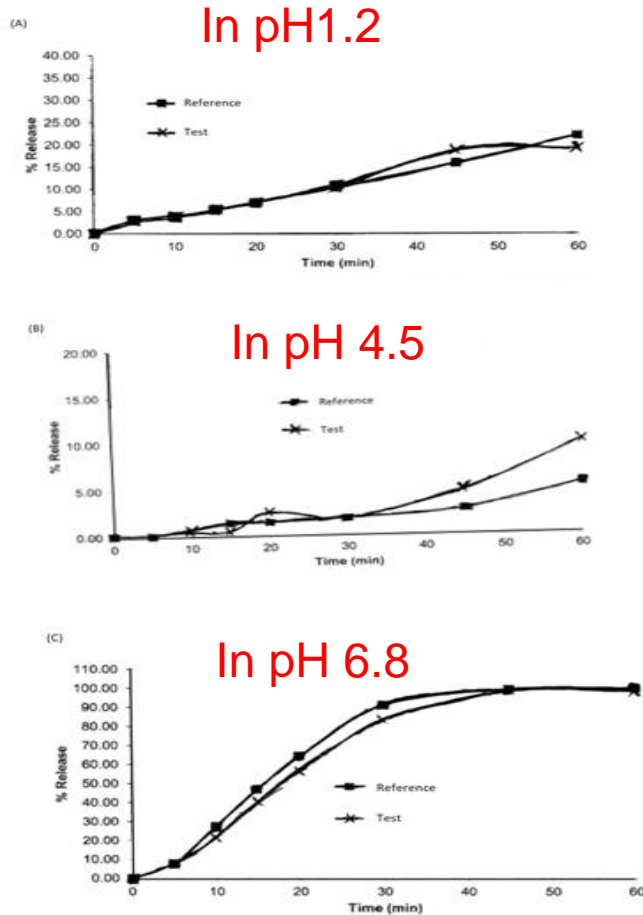 (A)
In pH1.2
40.00
35.00
30.00
25.00
20.00
15.00
10.00
5.00
0.00
% Release
Reference
Test
0 10 20 30 40 50 60
Time (min)
(B)
In pH 4.5
20.00
15.00
10.00
5.00
0.00
% Release
Reference
Test
0 10 20 30 40 50 60
Time (min)
(C)
In pH 6.8
110.00
100.00
90.00
80.00
70.00
60.00
50.00
40.00
30.00
20.00
10.00
0.00
% Release
Reference
Test
0 10 20 30 40 50 60
Time (min)